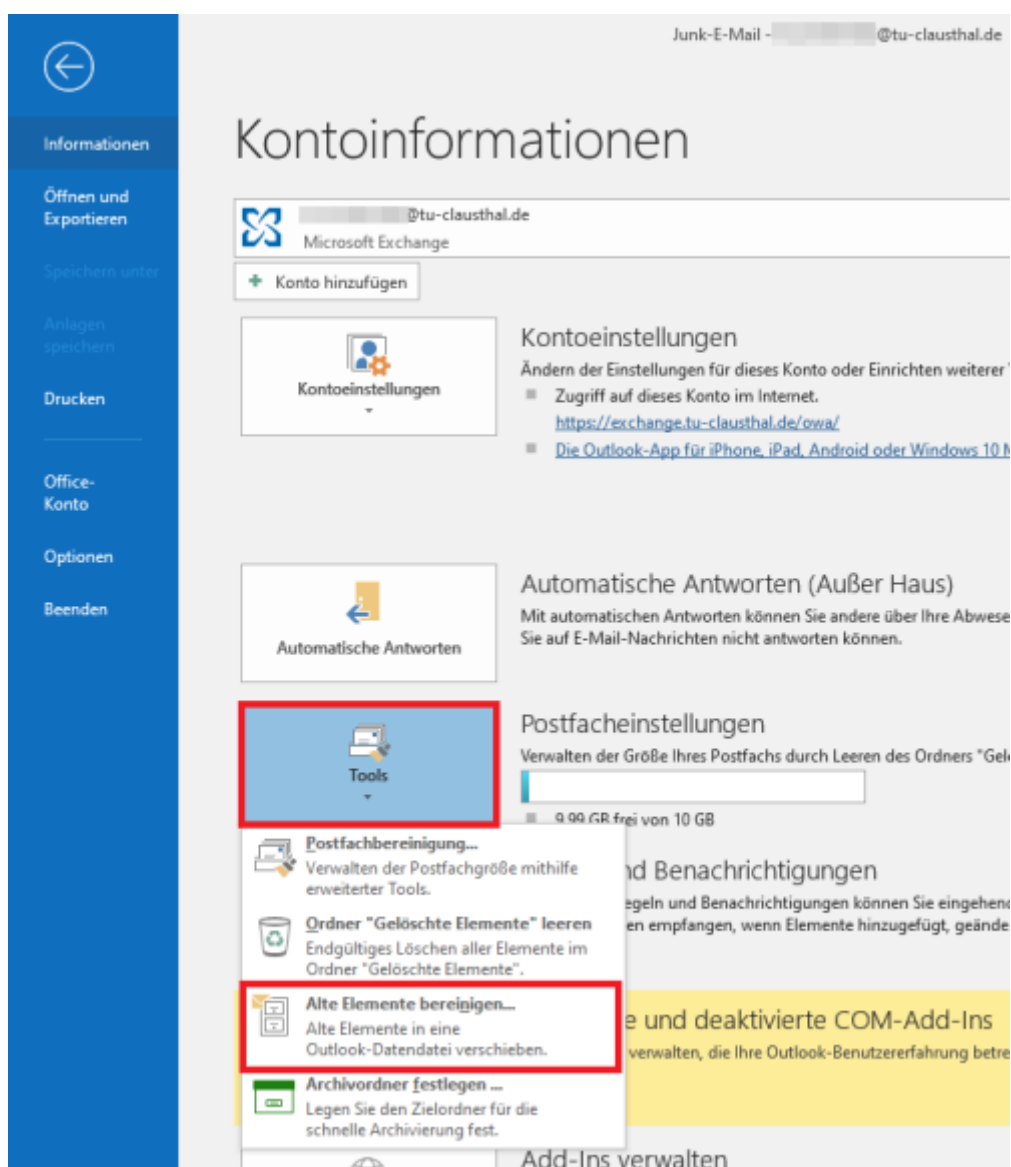 Junk-E-Mail - @tu-clausthal.de
Informationen
Öffnen und
Exportieren
Speichern unter
Anlagen
speichern
Drucken
Office-
Konto
Optionen
Beenden
Kontoinformationen
@tu-clausthal.de
Microsoft Exchange
Konto hinzufügen
Kontoeinstellungen
Kontoeinstellungen
Ändern der Einstellungen für dieses Konto oder Einrichten weiterer
Zugriff auf dieses Konto im Internet.
https://exchange.tu-clausthal.de/owa/
Die Outlook-App für iPhone, iPad, Android oder Windows 10
Automatische Antworten
Automatische Antworten (Außer Haus)
Mit automatischen Antworten können Sie andere über Ihre Abwese
Sie auf E-Mail-Nachrichten nicht antworten können.
Tools
Postfacheinstellungen
Verwalten der Größe Ihres Postfachs durch Leeren des Ordners "Gel
9,99 GB frei von 10 GB
Postfachbereinigung...
Verwalten der Postfachgröße mithilfe
erweiterter Tools.
Ordner "Gelöschte Elemente" leeren
Endgültiges Löschen aller Elemente im
Ordner "Gelöschte Elemente".
Alte Elemente bereinigen...
Alte Elemente in eine
Outlook-Datendatei verschieben.
Archivordner festlegen ...
Legen Sie den Zielordner für die
schnelle Archivierung fest.
nd Benachrichtigungen
egeln und Benachrichtigungen können Sie eingehend
en empfangen, wenn Elemente hinzugefügt, geände
e und deaktivierte COM-Add-Ins
verwalten, die Ihre Outlook-Benutzererfahrung betre
Add-Ins verwalten